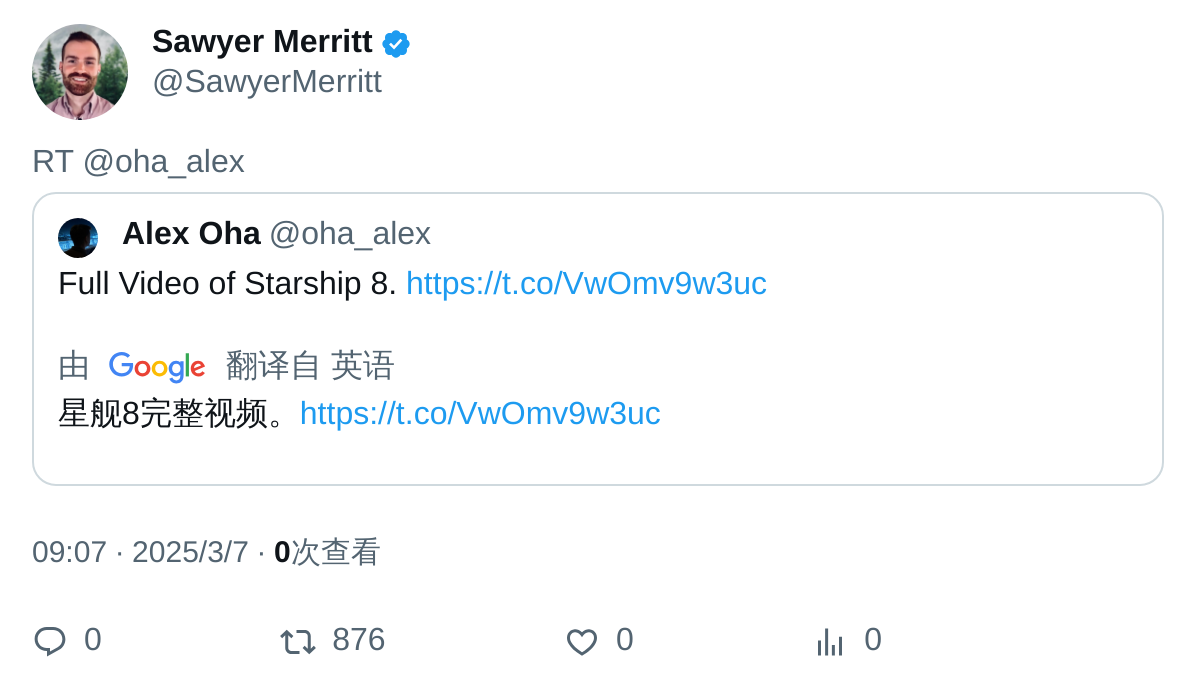 Sawyer Merritt
@SawyerMerritt
RT @oha_alex
Alex Oha @oha_alex
Full Video of Starship 8. https://t.co/VwOmv9w3uc
由 Google 翻译自 英语
星舰8完整视频。https://t.co/VwOmv9w3uc
09:07 · 2025/3/7 · 0次查看
0 876 0 0